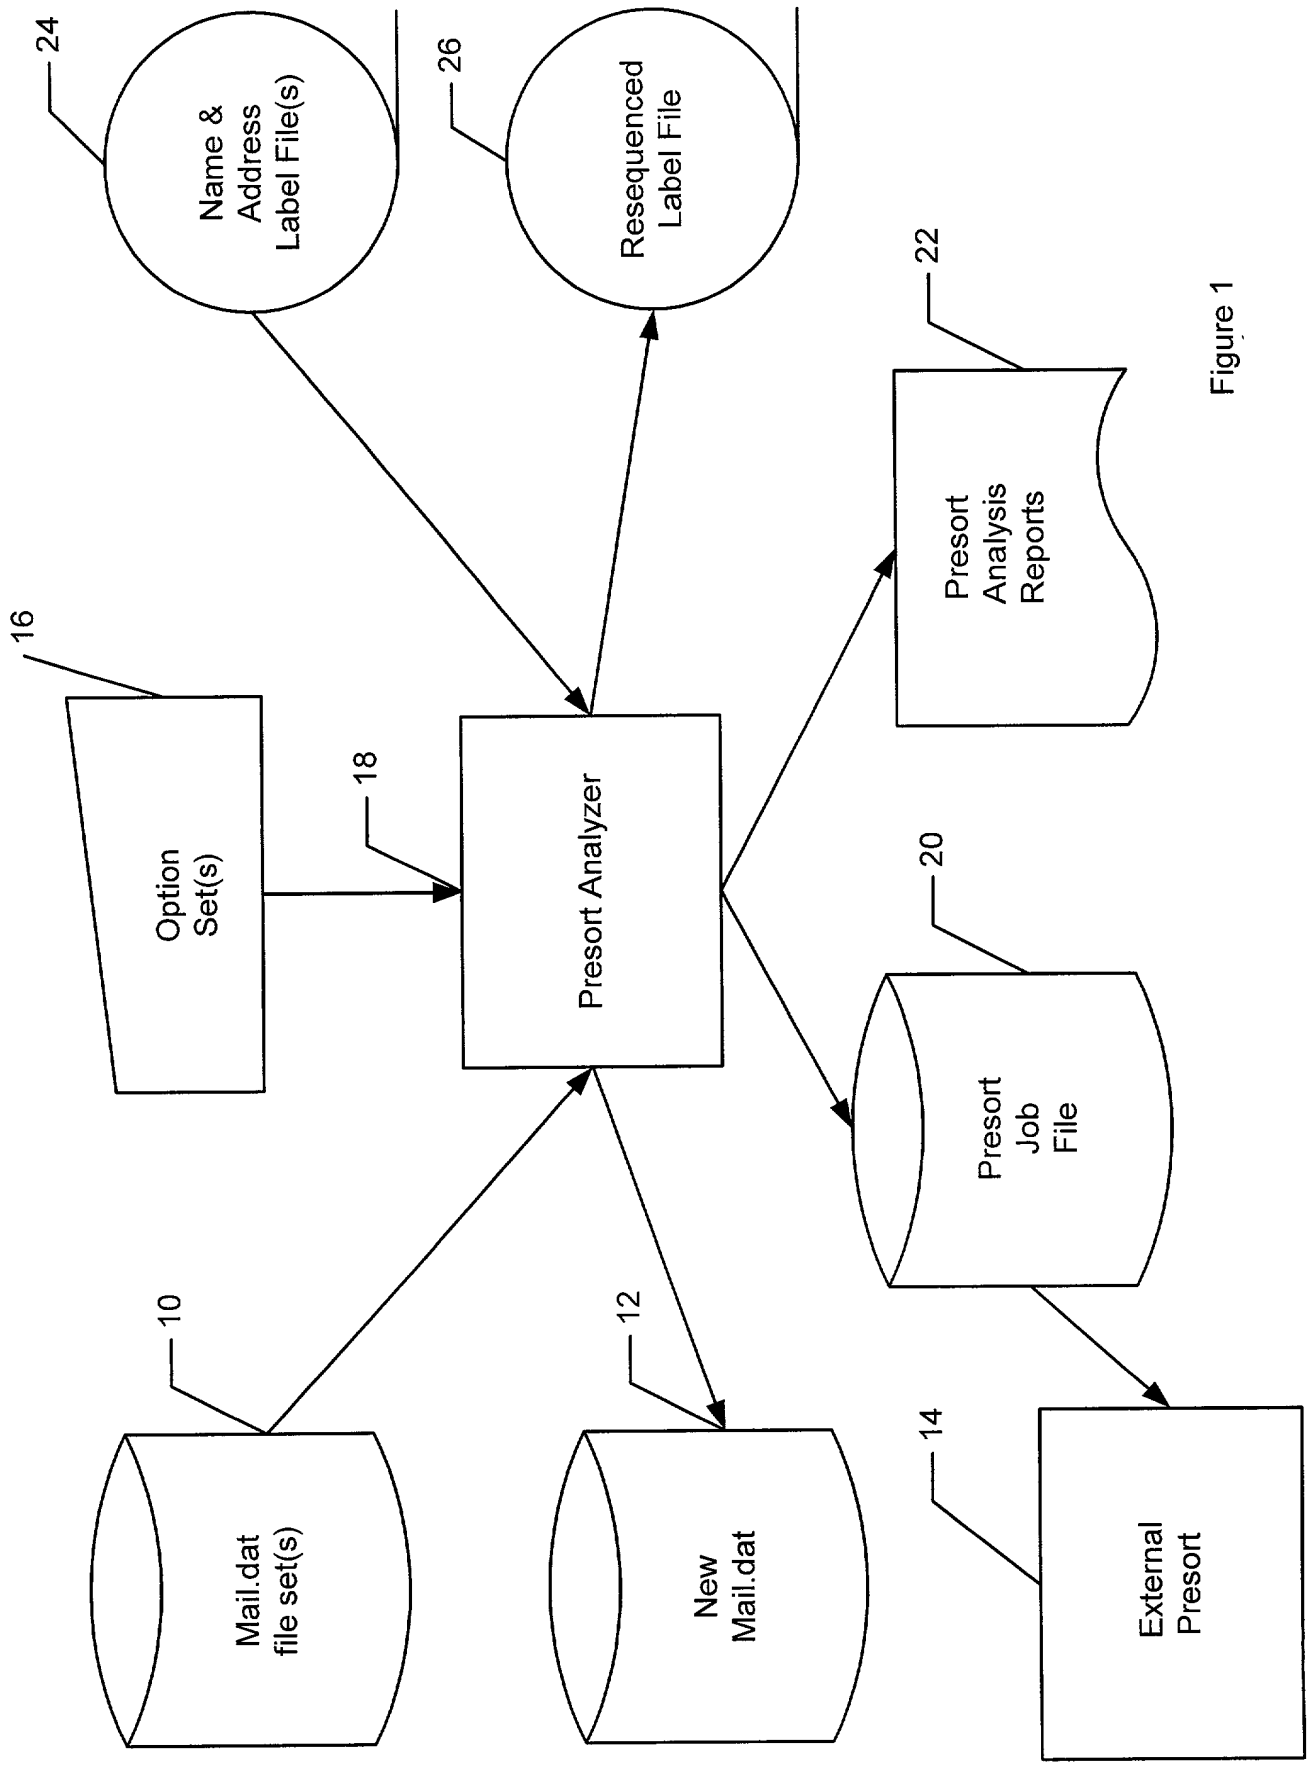 10
Mail.dat
file set(s)
16
Option
Set(s)
24
Name &
Address
Label File(s)
18
Presort Analyzer
12
New
Mail.dat
26
Resequenced
Label File
14
External
Presort
20
Presort
Job
File
22
Presort
Analysis
Reports
Figure 1